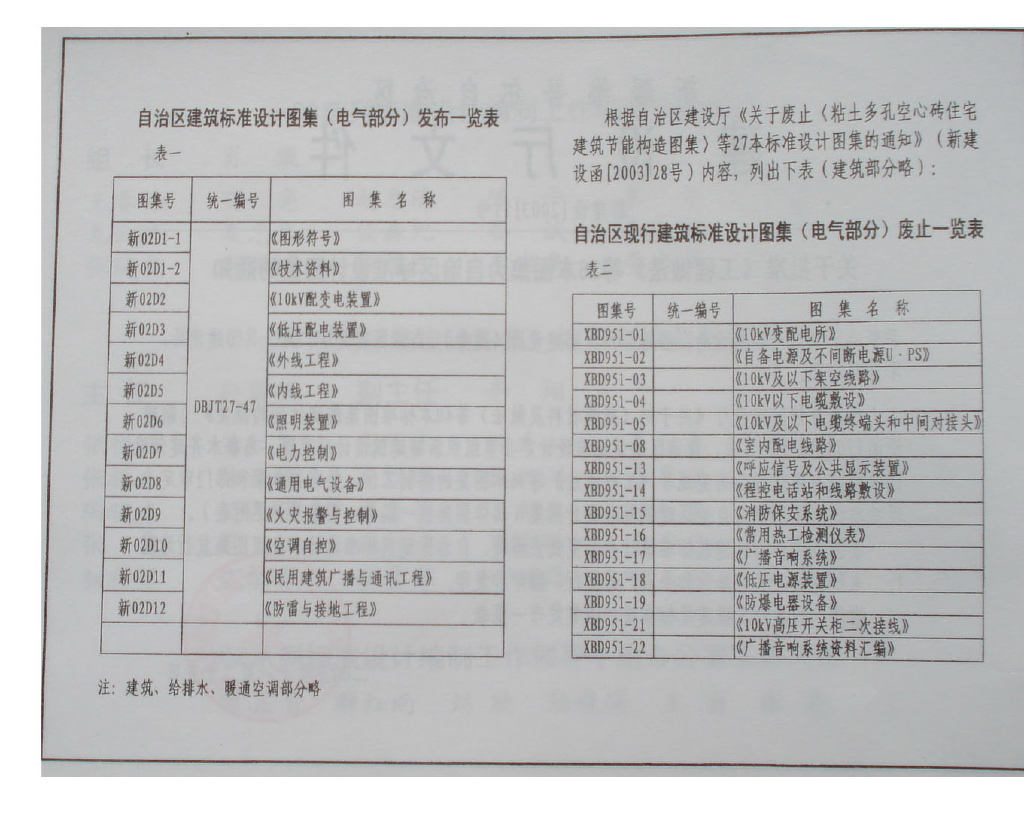 自治区建筑标准设计图集（电气部分）发布一览表
表一
图集号 统一编号 图 集 名 称
新02D1-1 《图形符号》
新02D1-2 《技术资料》
新02D2 《10kV配变电装置》
新02D3 《低压配电装置》
新02D4 《外线工程》
新02D5 《内线工程》
DBJT27-47
新02D6 《照明装置》
新02D7 《电力控制》
新02D8 《通用电气设备》
新02D9 《火灾报警与控制》
新02D10 《空调自控》
新02D11 《民用建筑广播与通讯工程》
新02D12 《防雷与接地工程》
注: 建筑、给排水、暖通空调部分略
根据自治区建设厅《关于废止〈粘土多孔空心砖住宅
建筑节能构造图集〉等27本标准设计图集的通知》(新建
设函[2003]28号)内容, 列出下表(建筑部分略):
自治区现行建筑标准设计图集（电气部分）废止一览表
表二
图集号 统一编号 图 集 名 称
XBD951-01 《10kV变配电所》
XBD951-02 《自备电源及不间断电源U·PS》
XBD951-03 《10kV及以下架空线路》
XBD951-04 《10kV以下电缆敷设》
XBD951-05 《10kV及以下电缆终端头和中间对接头》
XBD951-08 《室内配电线路》
XBD951-13 《呼应信号及公共显示装置》
XBD951-14 《程控电话站和线路敷设》
XBD951-15 《消防保安系统》
XBD951-16 《常用热工检测仪表》
XBD951-17 《广播音响系统》
XBD951-18 《低压电源装置》
XBD951-19 《防爆电器设备》
XBD951-21 《10kV高压开关柜二次接线》
XBD951-22 《广播音响系统资料汇编》